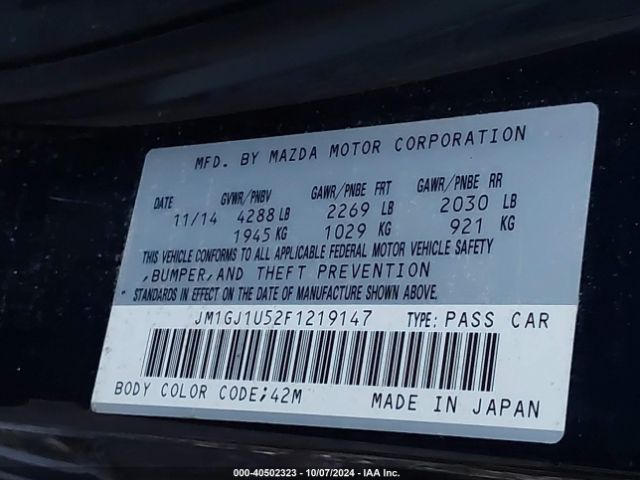 MFD. BY MAZDA MOTOR CORPORATION
DATE GVWR/PNBV GAWR/PNBE FRT GAWR/PNBE RR
11/14 4288 LB 2269 LB 2030 LB
1945 KG 1029 KG 921 KG
THIS VEHICLE CONFORMS TO ALL APPLICABLE FEDERAL MOTOR VEHICLE SAFETY
,BUMPER,AND THEFT PREVENTION
STANDARDS IN EFFECT ON THE DATE OF MANUFACTURE SHOWN ABOVE.
JM1GJ1U52F1219147 TYPE: PASS CAR
BODY COLOR CODE;42M MADE IN JAPAN
000-40502323 | 10/07/2024 | IAA Inc.